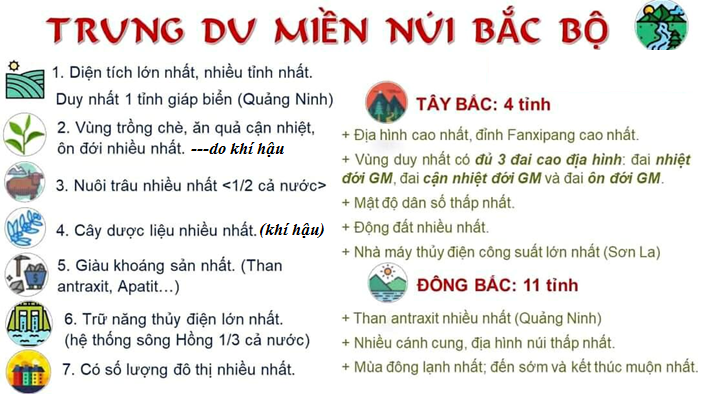 TRUNG DU MIỀN NÚI BẮC BỘ
1. Diện tích lớn nhất, nhiều tỉnh nhất.
Duy nhất 1 tỉnh giáp biển (Quảng Ninh)
2. Vùng trồng chè, ăn quả cận nhiệt,
ôn đới nhiều nhất. ---do khí hậu
3. Nuôi trâu nhiều nhất <1/2 cả nước>
4. Cây dược liệu nhiều nhất. (khí hậu)
5. Giàu khoáng sản nhất. (Than
antraxit, Apatit…)
6. Trữ năng thủy điện lớn nhất.
(hệ thống sông Hồng 1/3 cả nước)
7. Có số lượng đô thị nhiều nhất.
TÂY BẮC: 4 tỉnh
+ Địa hình cao nhất, đỉnh Fanxipang cao nhất.
+ Vùng duy nhất có đủ 3 đai cao địa hình: đai nhiệt
đới GM, đai cận nhiệt đới GM và đai ôn đới GM.
+ Mật độ dân số thấp nhất.
+ Động đất nhiều nhất.
+ Nhà máy thủy điện công suất lớn nhất (Sơn La)
ĐÔNG BẮC: 11 tỉnh
+ Than antraxit nhiều nhất (Quảng Ninh)
+ Nhiều cánh cung, địa hình núi thấp nhất.
+ Mùa đông lạnh nhất; đến sớm và kết thúc muộn nhất.